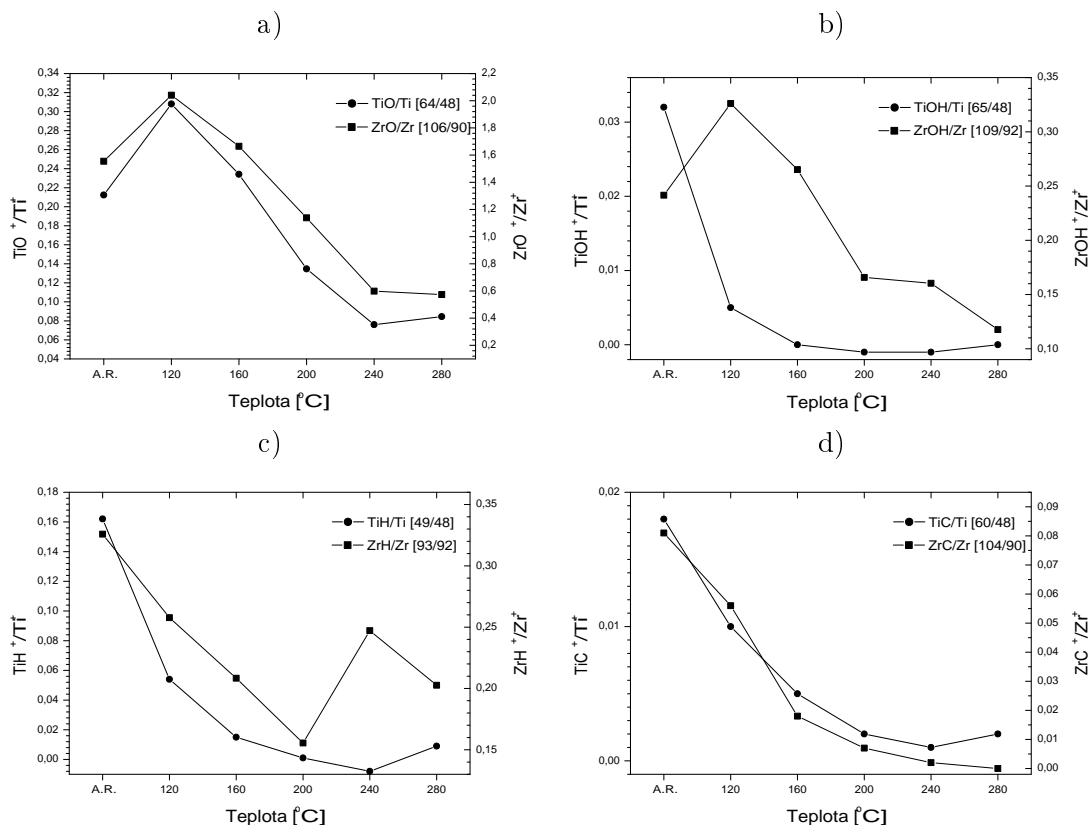 a)
0,34
0,32
0,30
0,28
0,26
0,24
0,22
0,20
0,18
0,16
0,14
0,12
0,10
0,08
0,06
0,04
TiO +/Ti+
2,2
2,0
1,8
1,6
1,4
1,2
1,0
0,8
0,6
0,4
0,2
ZrO +/Zr+
TiO/Ti [64/48]
ZrO/Zr [106/90]
A.R. 120 160 200 240 280
Teplota [°C]
b)
0,03
0,02
0,01
0,00
TiOH +/Ti+
0,35
0,30
0,25
0,20
0,15
0,10
ZrOH +/Zr+
TiOH/Ti [65/48]
ZrOH/Zr [109/92]
A.R. 120 160 200 240 280
Teplota [°C]
c)
0,18
0,16
0,14
0,12
0,10
0,08
0,06
0,04
0,02
0,00
TiH +/Ti+
0,35
0,30
0,25
0,20
0,15
ZrH +/Zr+
TiH/Ti [49/48]
ZrH/Zr [93/92]
A.R. 120 160 200 240 280
Teplota [°C]
d)
0,02
0,01
0,00
TiC +/Ti+
0,09
0,08
0,07
0,06
0,05
0,04
0,03
0,02
0,01
0,00
ZrC +/Zr+
TiC/Ti [60/48]
ZrC/Zr [104/90]
A.R. 120 160 200 240 280
Teplota [°C]